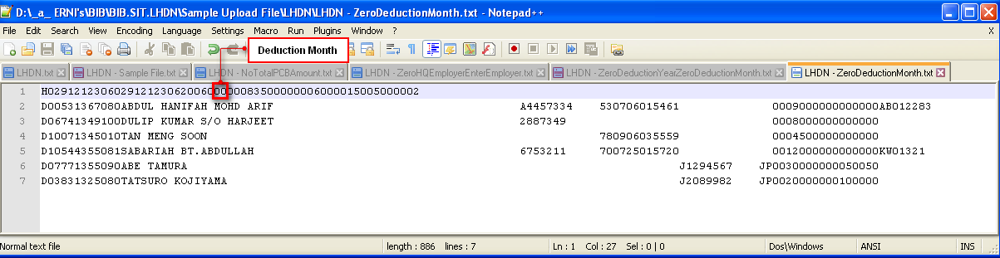 D:\_a_ ERNI's\BIB\BIB.SIT.LHDN\Sample Upload File\LHDN\LHDN - ZeroDeductionMonth.txt - Notepad++
File Edit Search View Encoding Language Settings Macro Run Plugins Window ? X
Deduction Month
LHDN.txt LHDN - Sample File.txt LHDN - NoTotalPCBAmount.txt LHDN - ZeroHQEmployerEnterEmployer.txt LHDN - ZeroDeductionYearZeroDeductionMonth.txt LHDN - ZeroDeductionMonth.txt
1 H02912123060291212306200600000083500000006000015005000002
2 D00531367080ABDUL HANIFAH MOHD ARIF A4457334 530706015461 0009000000000000AB012283
3 D06741349100DULIP KUMAR S/O HARJEET 2887349 0008000000000000
4 D10071345010TAN MENG SOON 780906035559 0004500000000000
5 D10544355081SABARIAH BT.ABDULLAH 6753211 700725015720 0012000000000000KW01321
6 D07771355090ABE TAMURA J1294567 JP0030000000050050
7 D03831325080TATSURO KOJIYAMA J2089982 JP0020000000100000
Normal text file length : 886 lines : 7 Ln : 1 Col : 27 Sel : 0 | 0 Dos\Windows ANSI INS